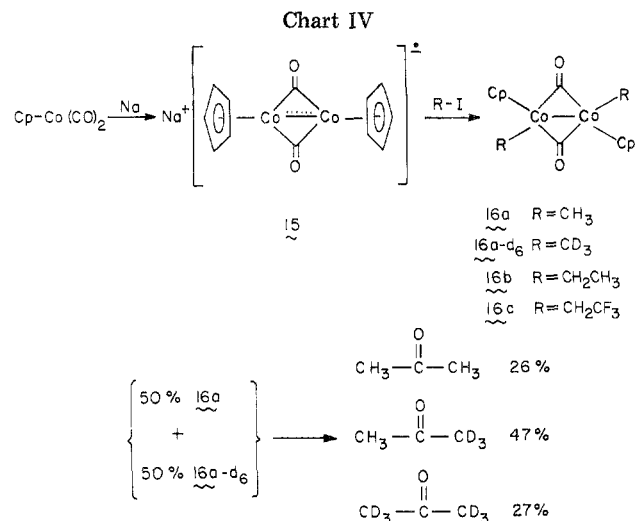 Chart IV
Cp-Co(CO)2 Na Na+ Co Co O O - R-I O Cp R Co Co R Cp O
15
16a R=CH3
16a-d6 R=CD3
16b R=CH2CH3
16c R=CH2CF3
O
CH3-C-CH3 26%
50% 16a
+
50% 16a-d6
O
CH3-C-CD3 47%
O
CD3-C-CD3 27%